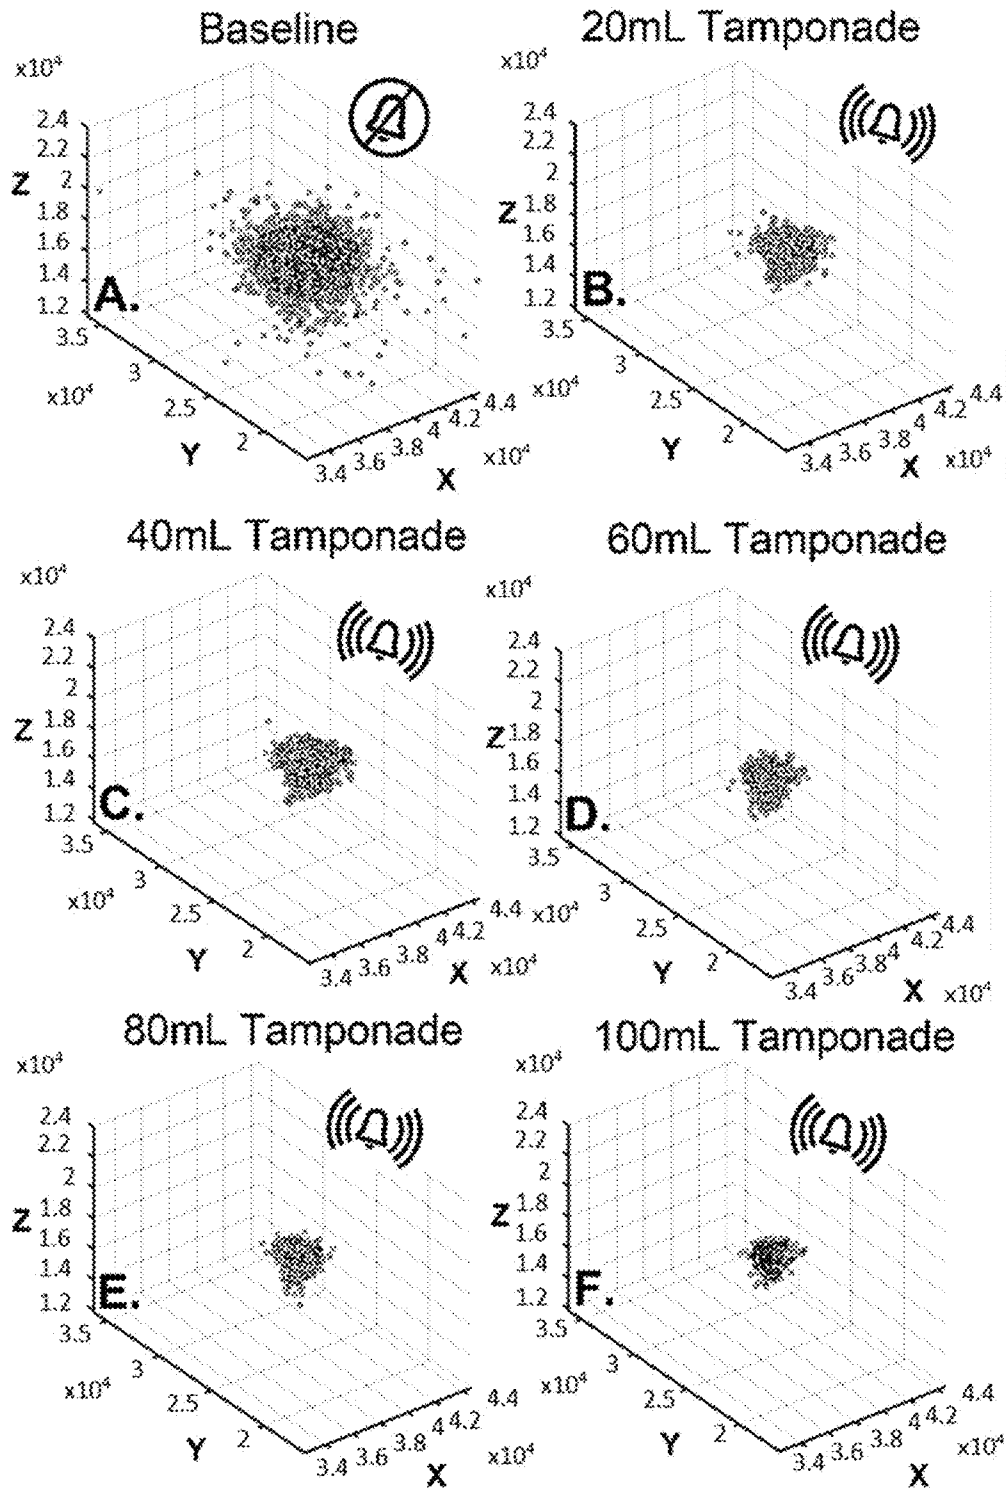 Baseline
x10⁴
2.4
2.2
2
Z
1.8
1.6
1.4
1.2
A.
3.5
3
x10⁴
2.5
2
Y
3.4 3.6 3.8 4 4.2 4.4
X
x10⁴
20mL Tamponade
x10⁴
2.4
2.2
2
Z
1.8
1.6
1.4
1.2
B.
3.5
x10⁴
3
2.5
2
Y
3.4 3.6 3.8 4 4.2 4.4
X
x10⁴
40mL Tamponade
x10⁴
2.4
2.2
2
Z
1.8
1.6
1.4
1.2
C.
3.5
3
x10⁴
2.5
2
Y
3.4 3.6 3.8 4 4.2 4.4
X
x10⁴
60mL Tamponade
x10⁴
2.4
2.2
2
Z
1.8
1.6
1.4
1.2
D.
3.5
x10⁴
3
2.5
2
Y
3.4 3.6 3.8 4 4.2 4.4
X
x10⁴
80mL Tamponade
x10⁴
2.4
2.2
2
Z
1.8
1.6
1.4
1.2
E.
3.5
3
x10⁴
2.5
2
Y
3.4 3.6 3.8 4 4.2 4.4
X
x10⁴
100mL Tamponade
x10⁴
2.4
2.2
2
Z
1.8
1.6
1.4
1.2
F.
3.5
x10⁴
3
2.5
2
Y
3.4 3.6 3.8 4 4.2 4.4
X
x10⁴